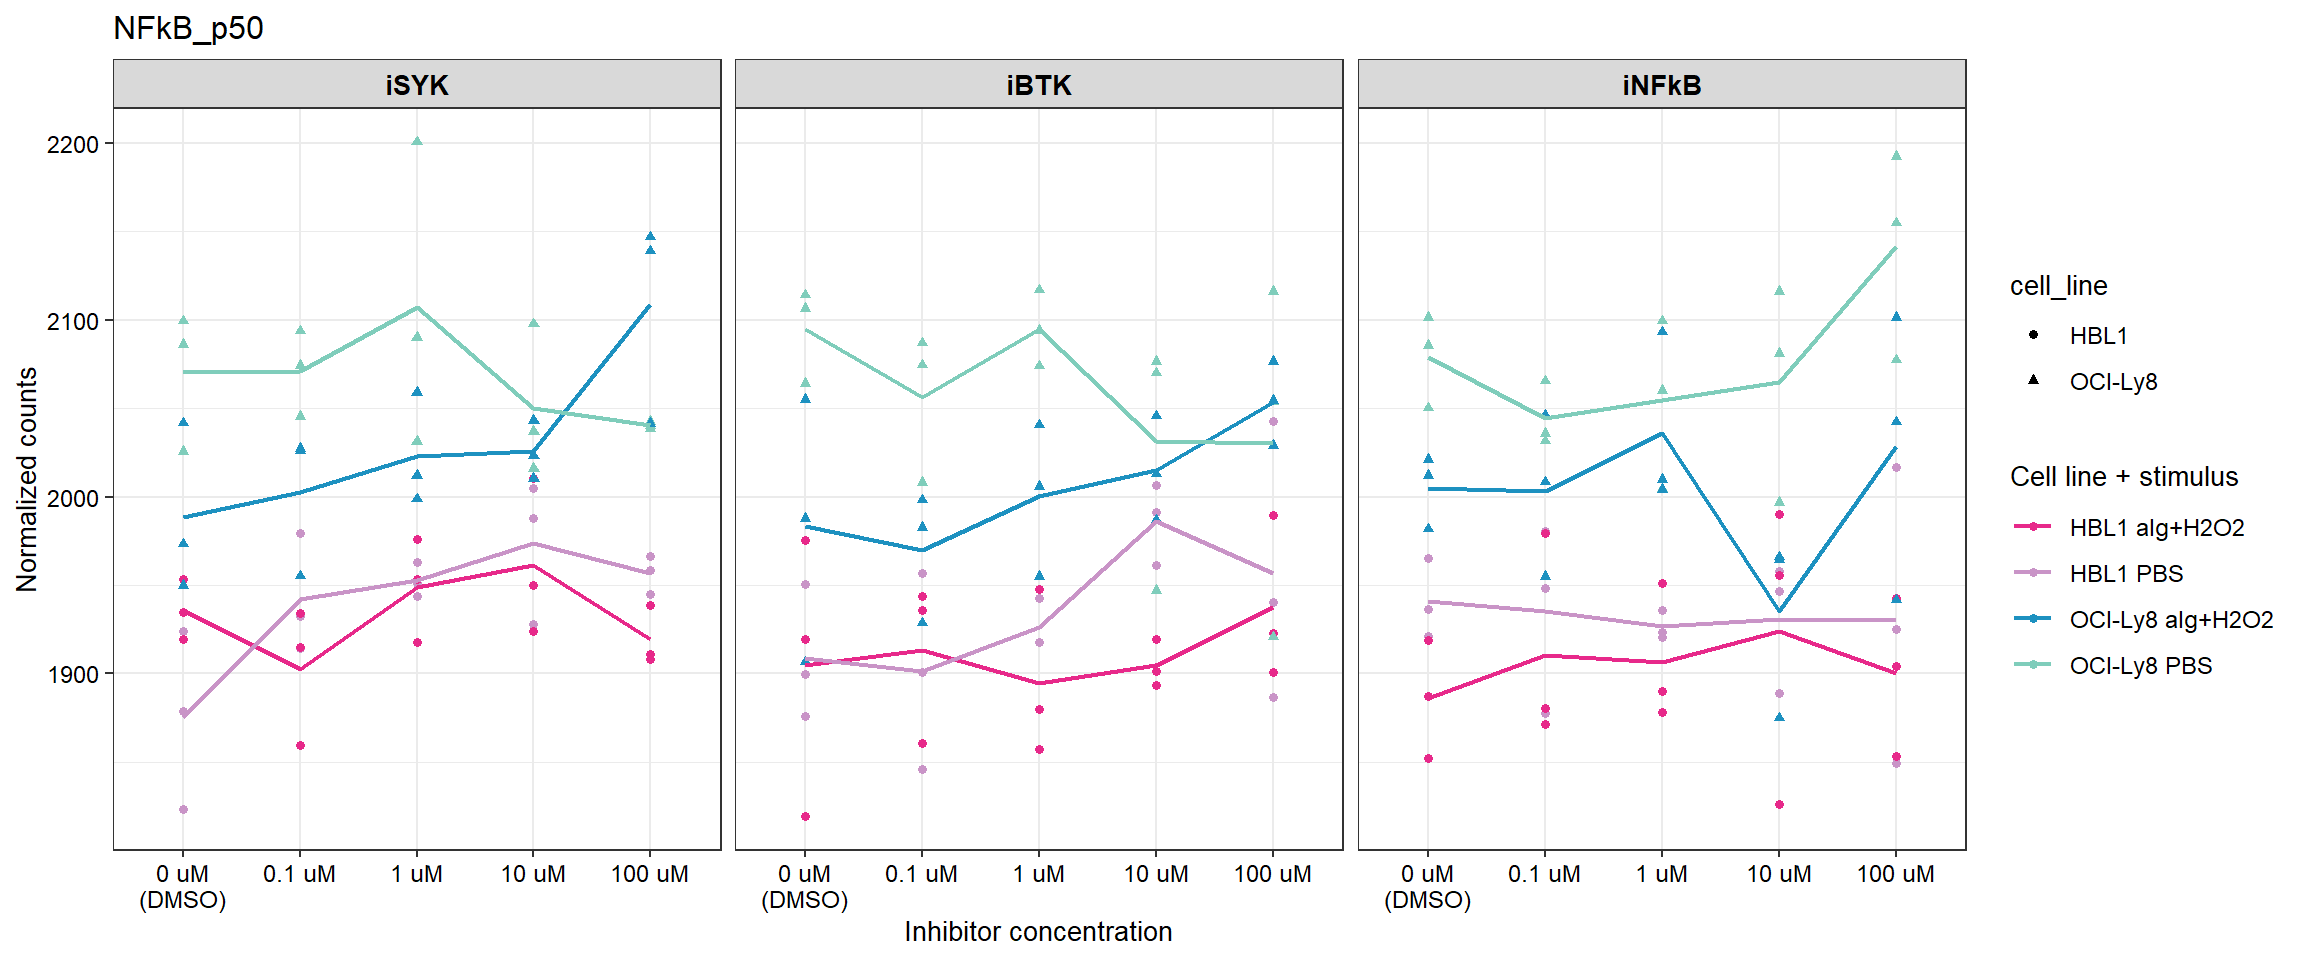 NFkB_p50
iSYK
iBTK
iNFkB
Normalized counts
2200
2100
2000
1900
0 uM
(DMSO)
0.1 uM
1 uM
10 uM
100 uM
0 uM
(DMSO)
0.1 uM
1 uM
10 uM
100 uM
0 uM
(DMSO)
0.1 uM
1 uM
10 uM
100 uM
Inhibitor concentration
cell_line
HBL1
OCI-Ly8
Cell line + stimulus
HBL1 aIg+H2O2
HBL1 PBS
OCI-Ly8 aIg+H2O2
OCI-Ly8 PBS